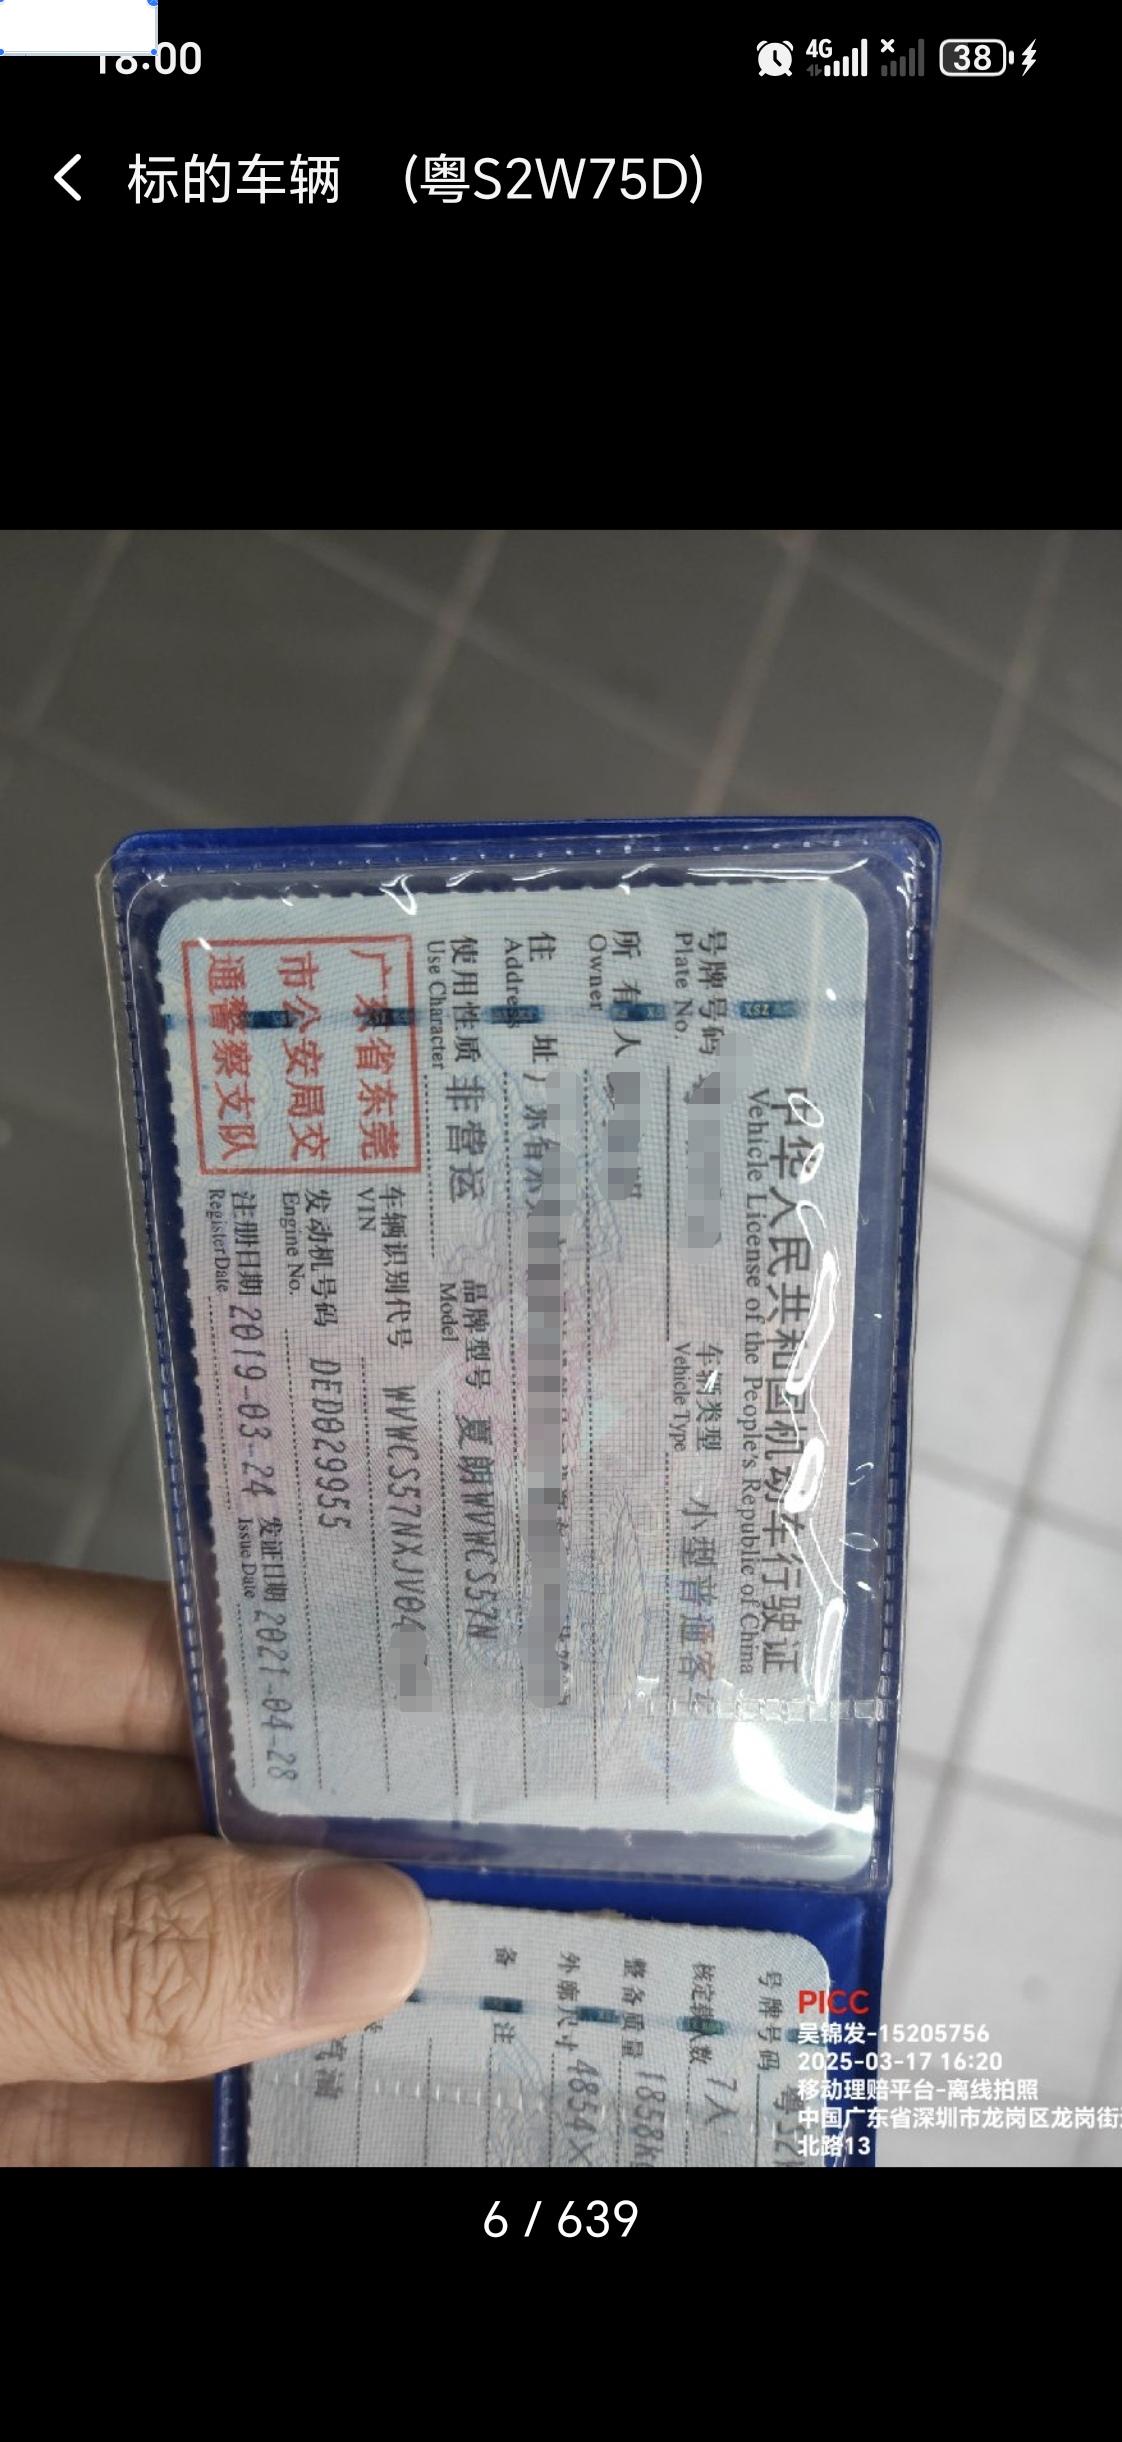 18:00
4G
38
标的车辆 (粤S2W75D)
中华人民共和国机动车行驶证
Vehicle License of the People's Republic of China
号牌号码
Plate No.
车辆类型 小型普通客车
Vehicle Type
所有人
Owner
住址
Address
使用性质 非营运
Use Character
品牌型号 夏朗WVWCS57N
Model
车辆识别代号 WVWCS57NXJV04
VIN
发动机号码 DED029955
Engine No.
注册日期 2019-03-24
Register Date
发证日期 2021-04-28
Issue Date
广东省东莞
市公安局交
通警察支队
号牌号码
核定载人数 7人
整备质量 1858kg
外廓尺寸 4854X
备注
PICC
吴锦发-15205756
2025-03-17 16:20
移动理赔平台-离线拍照
中国广东省深圳市龙岗区龙岗街道
北路13
6 / 639